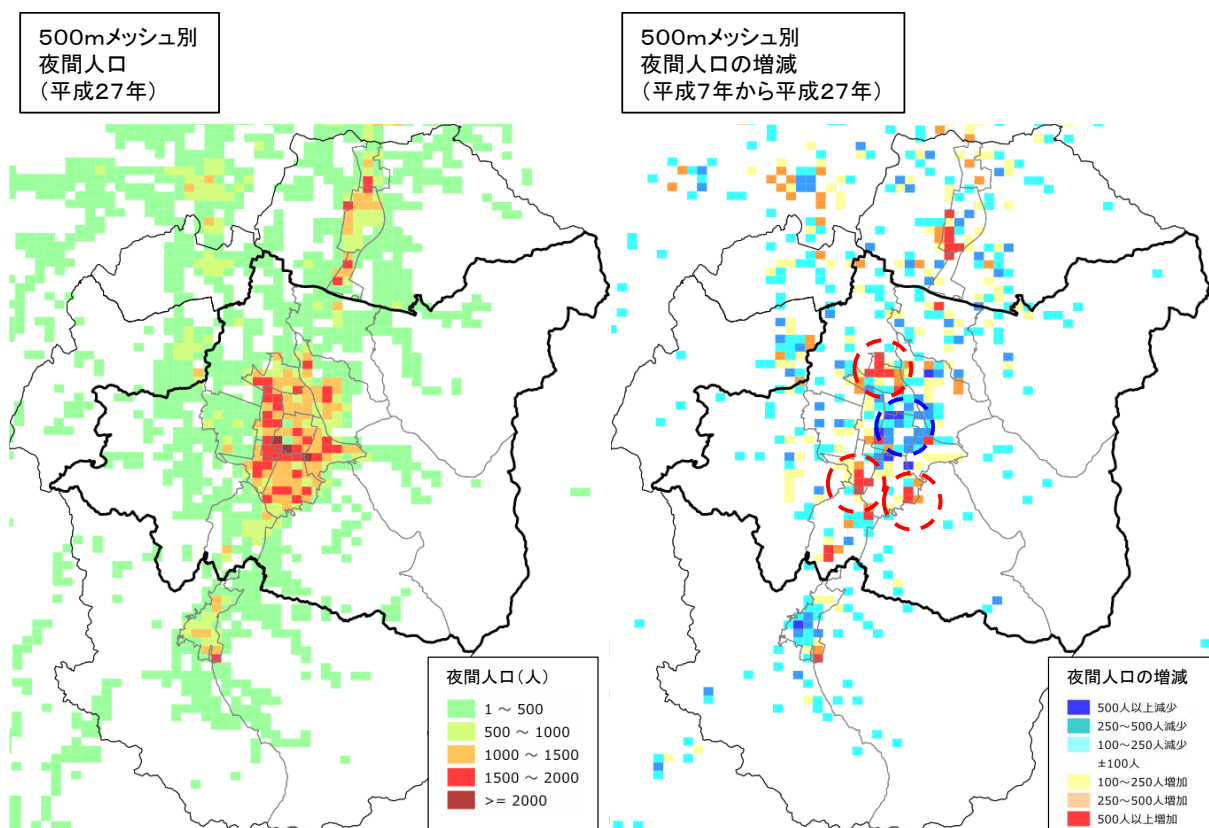 500mメッシュ別
夜間人口
（平成27年）
500mメッシュ別
夜間人口の増減
（平成7年から平成27年）
夜間人口（人）
1 ～ 500
500 ～ 1000
1000 ～ 1500
1500 ～ 2000
>= 2000
夜間人口の増減
500人以上減少
250～500人減少
100～250人減少
±100人
100～250人増加
250～500人増加
500人以上増加